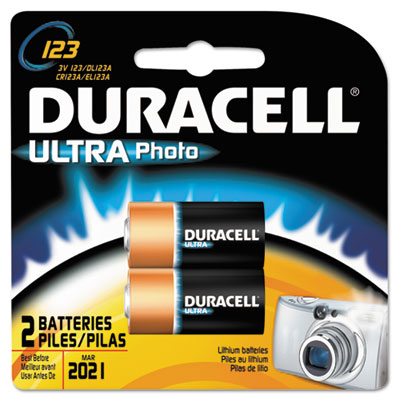 123
3V 123/DL123A
CR123A/EL123A
DURACELL®
ULTRA Photo
DURACELL
ULTRA
DURACELL
ULTRA
2 BATTERIES
PILES/PILAS
Best Before
Meilleur avant
Usar Antes De
MAR
2021
Lithium batteries
Piles au lithium
Pilas de litio